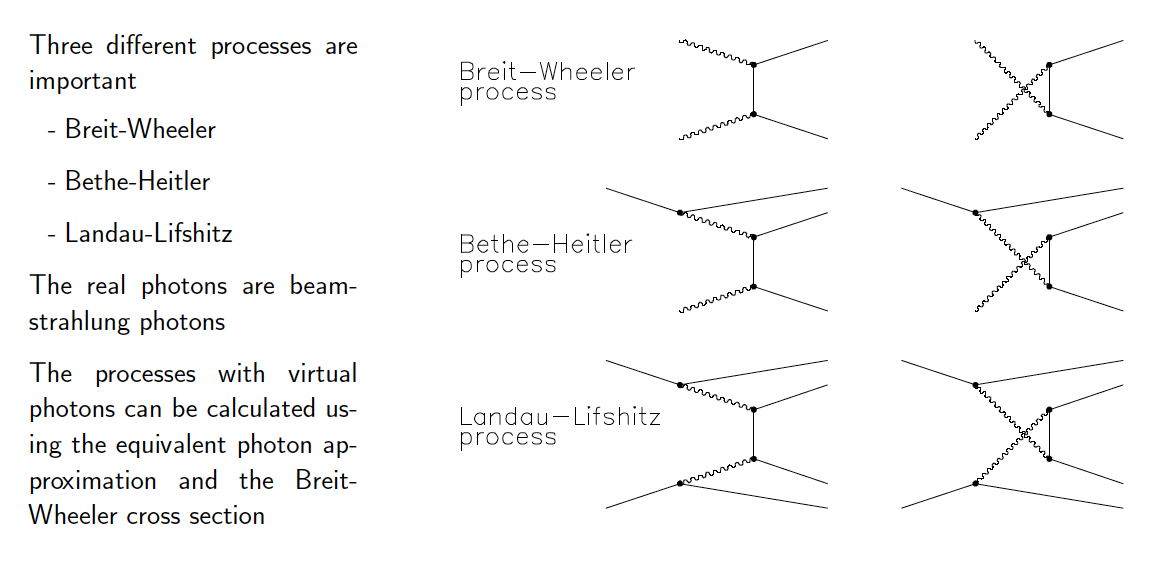 Three different processes are
important
- Breit-Wheeler
- Bethe-Heitler
- Landau-Lifshitz
The real photons are beam-
strahlung photons
The processes with virtual
photons can be calculated us-
ing the equivalent photon ap-
proximation and the Breit-
Wheeler cross section
Breit-Wheeler
process
Bethe-Heitler
process
Landau-Lifshitz
process